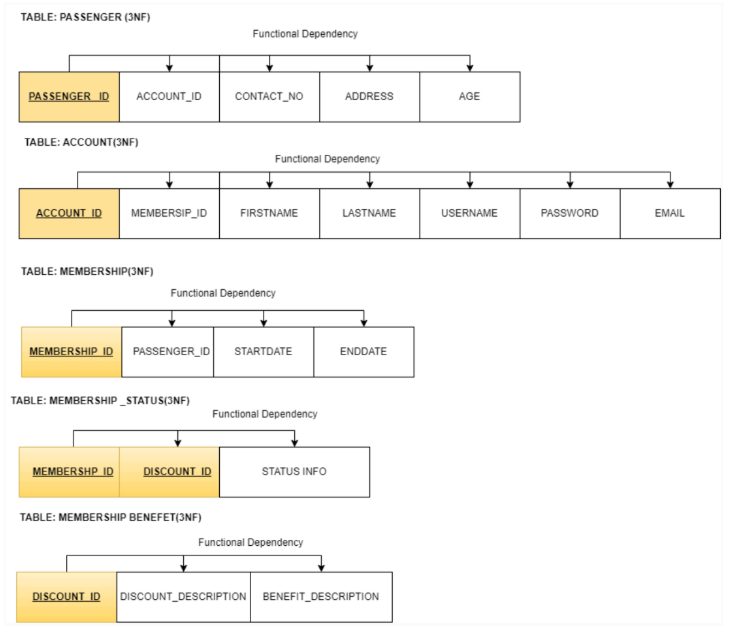 TABLE: PASSENGER (3NF)
Functional Dependency
PASSENGER_ID ACCOUNT_ID CONTACT_NO ADDRESS AGE
TABLE: ACCOUNT(3NF)
Functional Dependency
ACCOUNT_ID MEMBERSIP_ID FIRSTNAME LASTNAME USERNAME PASSWORD EMAIL
TABLE: MEMBERSHIP(3NF)
Functional Dependency
MEMBERSHIP_ID PASSENGER_ID STARTDATE ENDDATE
TABLE: MEMBERSHIP _STATUS(3NF)
Functional Dependency
MEMBERSHP_ID DISCOUNT_ID STATUS INFO
TABLE: MEMBERSHIP BENEFET(3NF)
Functional Dependency
DISCOUNT_ID DISCOUNT_DESCRIPTION BENEFIT_DESCRIPTION